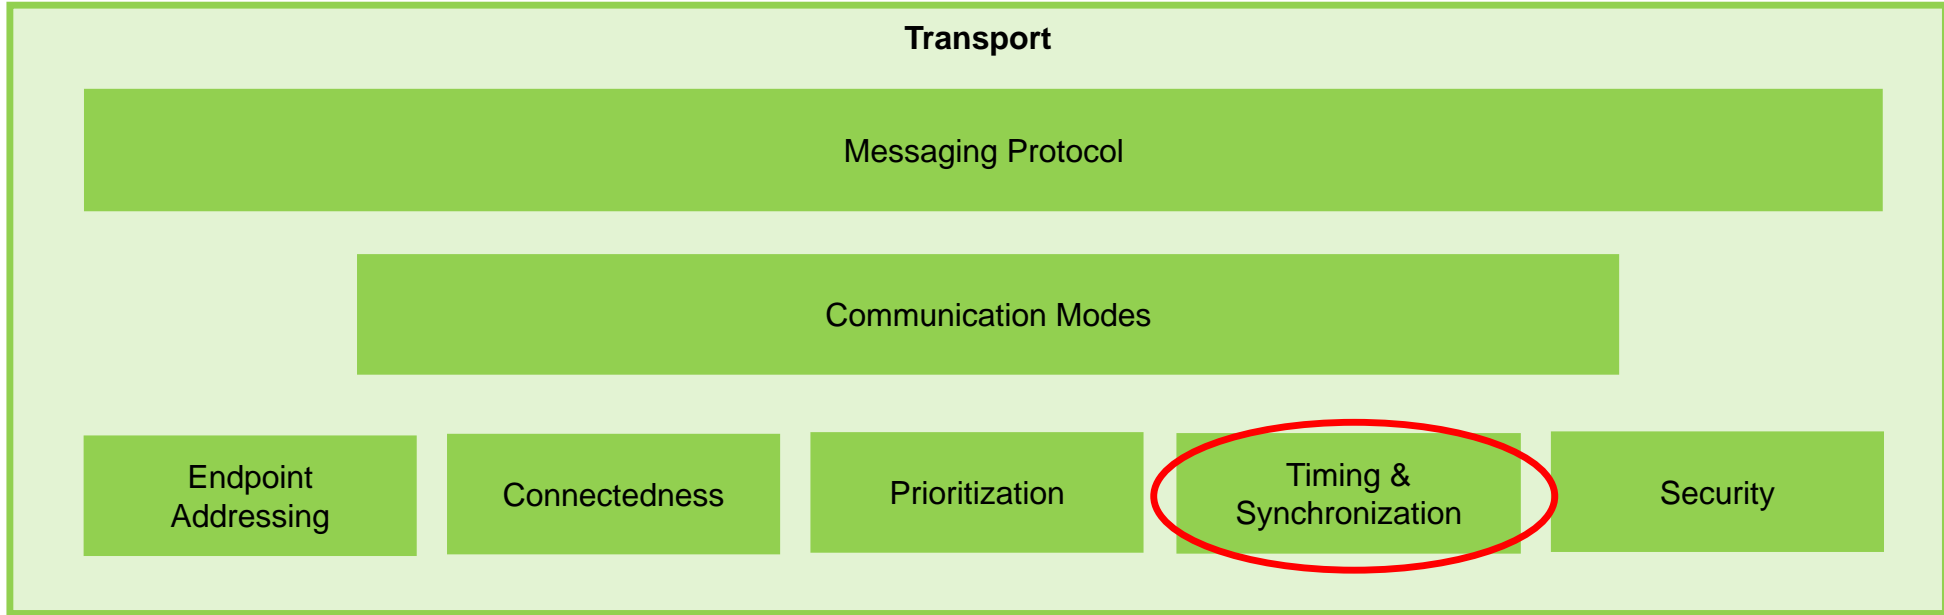 Transport
Messaging Protocol
Communication Modes
Endpoint
Addressing
Connectedness
Prioritization
Timing &
Synchronization
Security